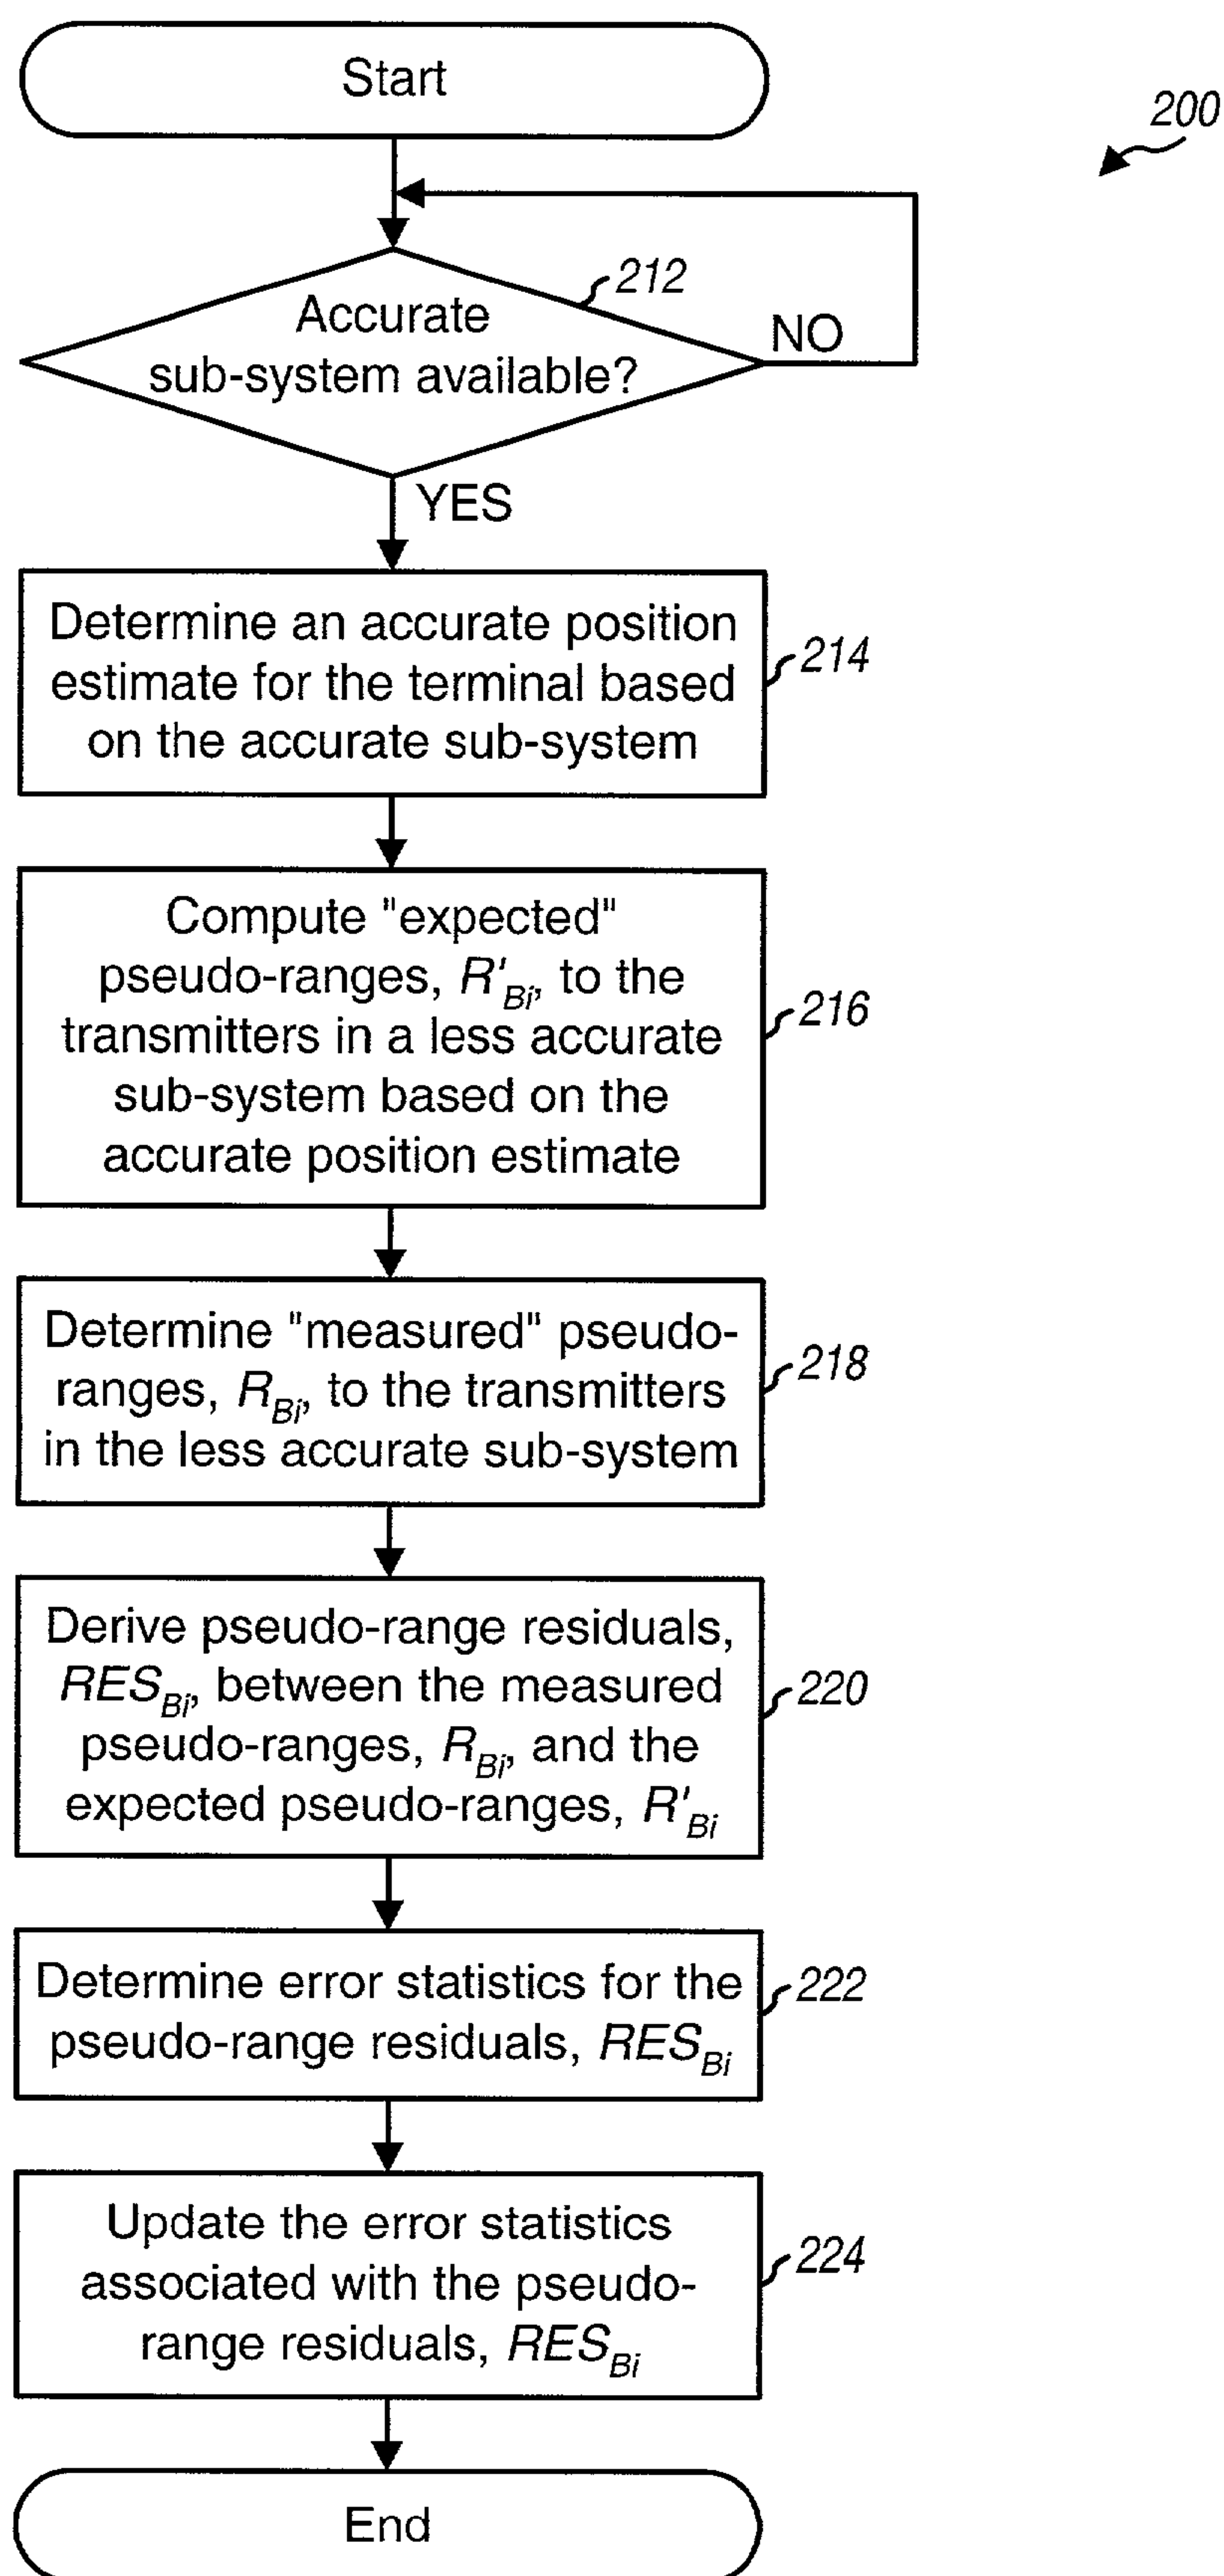 Start
200
212
Accurate
sub-system available?
NO
YES
Determine an accurate position
estimate for the terminal based
on the accurate sub-system
214
Compute "expected"
pseudo-ranges, R'Bi, to the
transmitters in a less accurate
sub-system based on the
accurate position estimate
216
Determine "measured" pseudo-
ranges, RBi, to the transmitters
in the less accurate sub-system
218
Derive pseudo-range residuals,
RESBi, between the measured
pseudo-ranges, RBi, and the
expected pseudo-ranges, R'Bi
220
Determine error statistics for the
pseudo-range residuals, RESBi
222
Update the error statistics
associated with the pseudo-
range residuals, RESBi
224
End